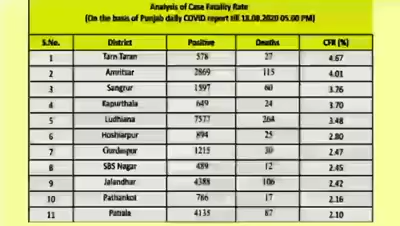 Analysis of Case Fatality Rate
(On the basis of Punjab daily COVID report till 18.08.2020 05.00 PM)
S.No. District Positive Deaths CFR (%)
1 Tarn Taran 578 27 4.67
2 Amritsar 2869 115 4.01
3 Sangrur 1597 60 3.76
4 Kapurthala 649 24 3.70
5 Ludhiana 7577 264 3.48
6 Hoshiarpur 894 25 2.80
7 Gurdaspur 1215 30 2.47
8 SBS Nagar 489 12 2.45
9 Jalandhar 4388 106 2.42
10 Pathankot 786 17 2.16
11 Patiala 4135 87 2.10